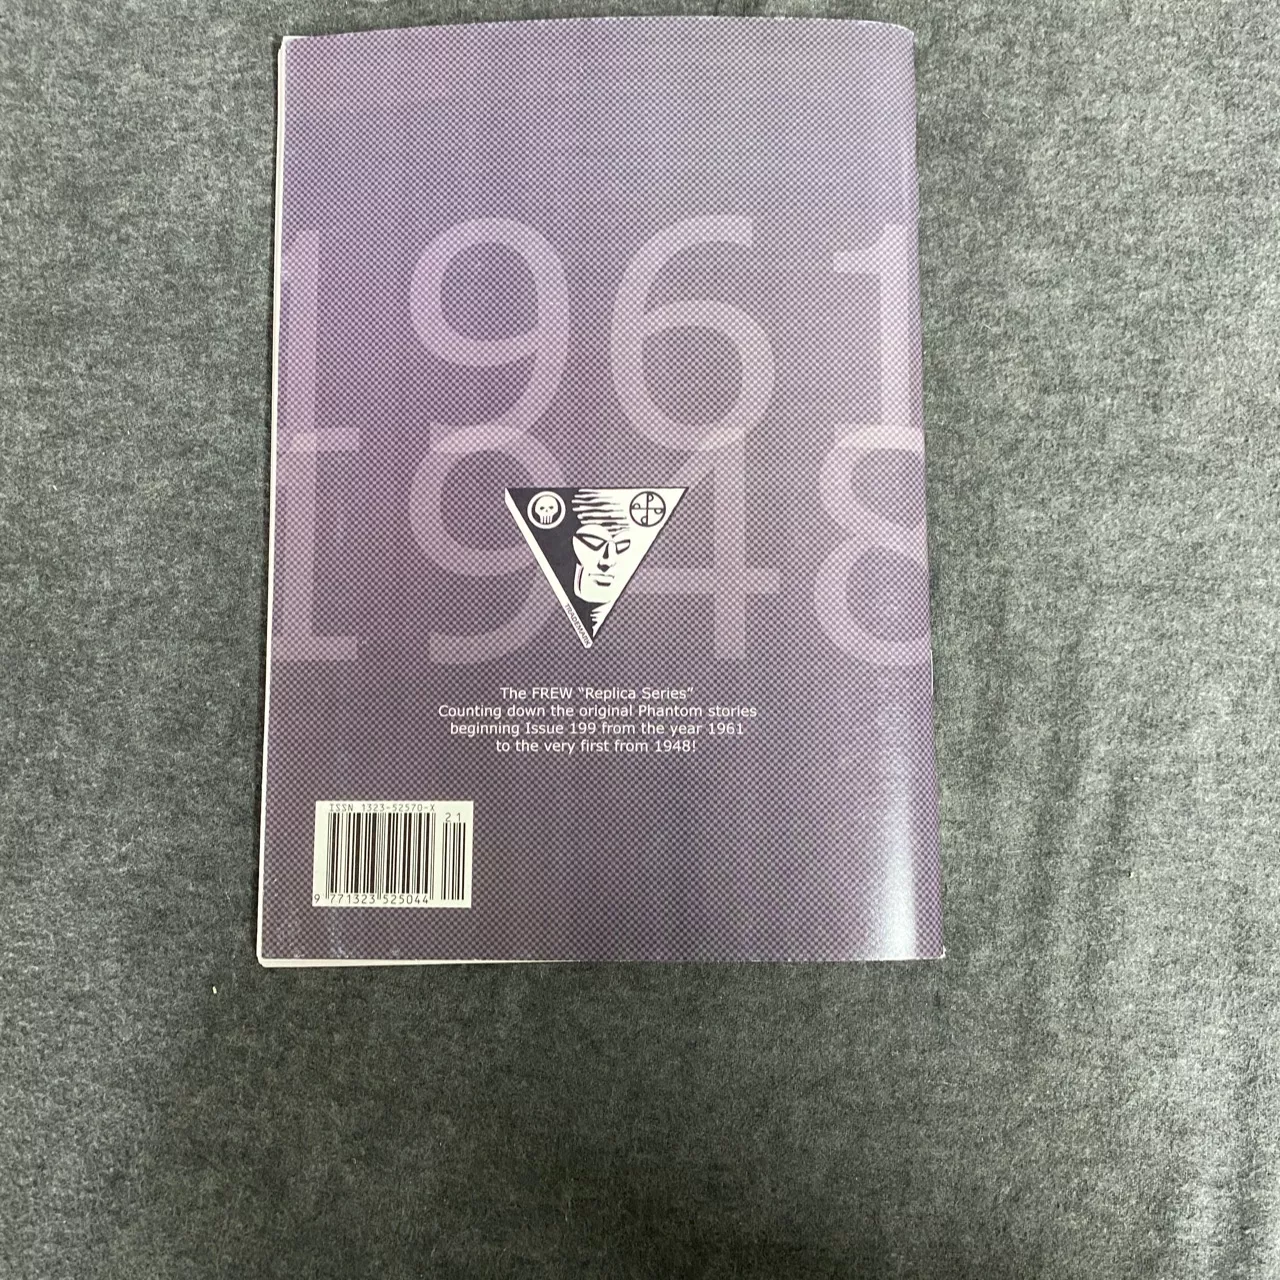 1961
1948
TRADEMARK
The FREW “Replica Series”
Counting down the original Phantom stories
beginning Issue 199 from the year 1961
to the very first from 1948!
ISSN 1323-52570-X
21
9 771323 525044